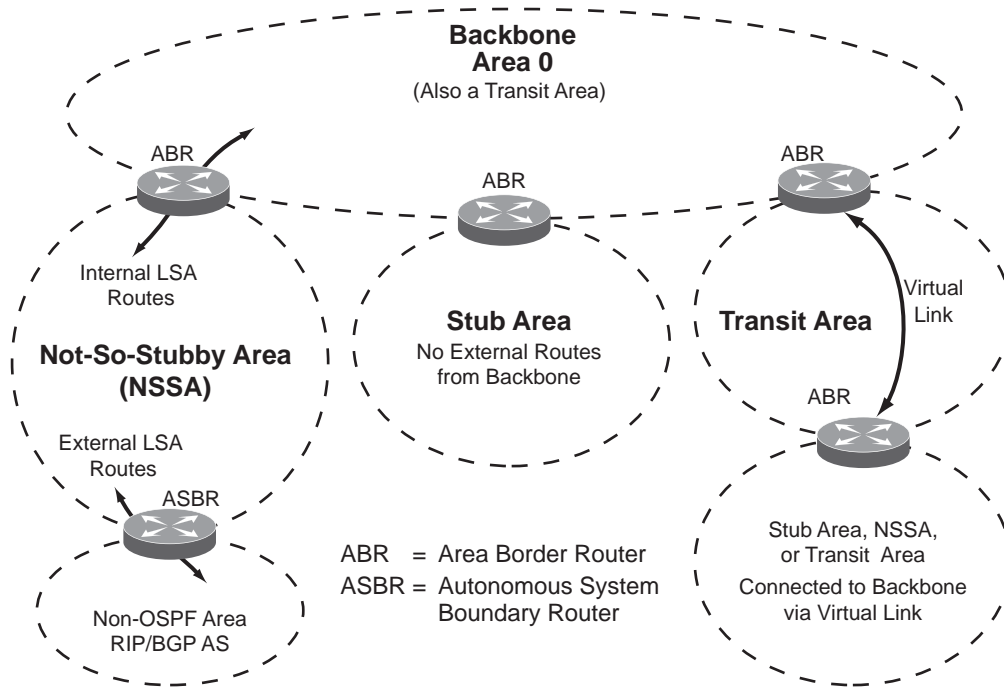 Backbone
Area 0
(Also a Transit Area)
ABR
ABR
ABR
Internal LSA
Routes
Not-So-Stubby Area
(NSSA)
Stub Area
No External Routes
from Backbone
Transit Area
Virtual
Link
ABR
External LSA
Routes
ASBR
Non-OSPF Area
RIP/BGP AS
ABR = Area Border Router
ASBR = Autonomous System
Boundary Router
Stub Area, NSSA,
or Transit Area
Connected to Backbone
via Virtual Link